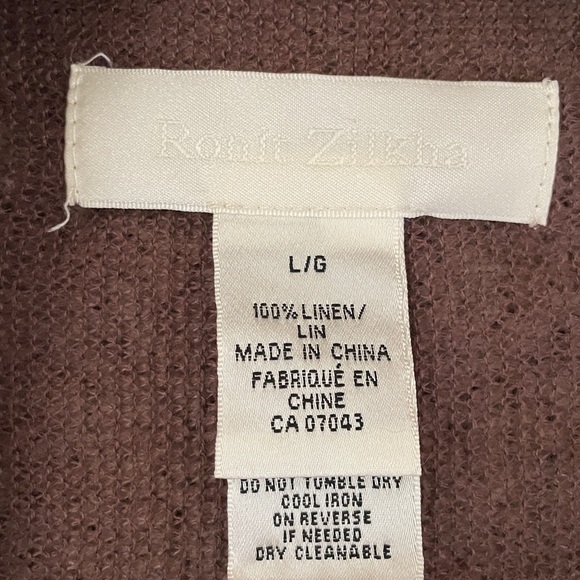 Ronit Zilkha
L/G
100% LINEN/
LIN
MADE IN CHINA
FABRIQUÉ EN
CHINE
CA 07043
DO NOT TUMBLE DRY
COOL IRON
ON REVERSE
IF NEEDED
DRY CLEANABLE